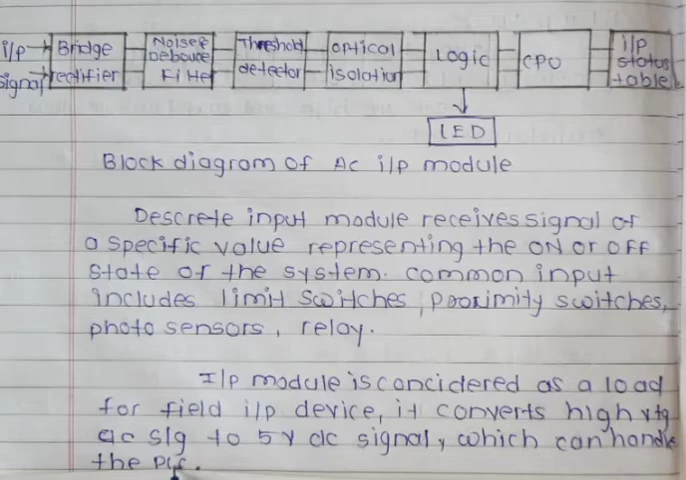 i/p Bridge Noise & Threshold optical Logic CPU i/p
signal rectifier Debounce detector isolation status
Filter table
LED
Block diagram of Ac i/p module
Descrete input module receives signal of
a specific value representing the ON or OFF
state of the system. common input
includes limit switches, proximity switches,
photo sensors, relay.
I/p module is concidered as a load
for field i/p device, it converts high vtg
ac sig to 5v dc signal, which can handle
the plc.